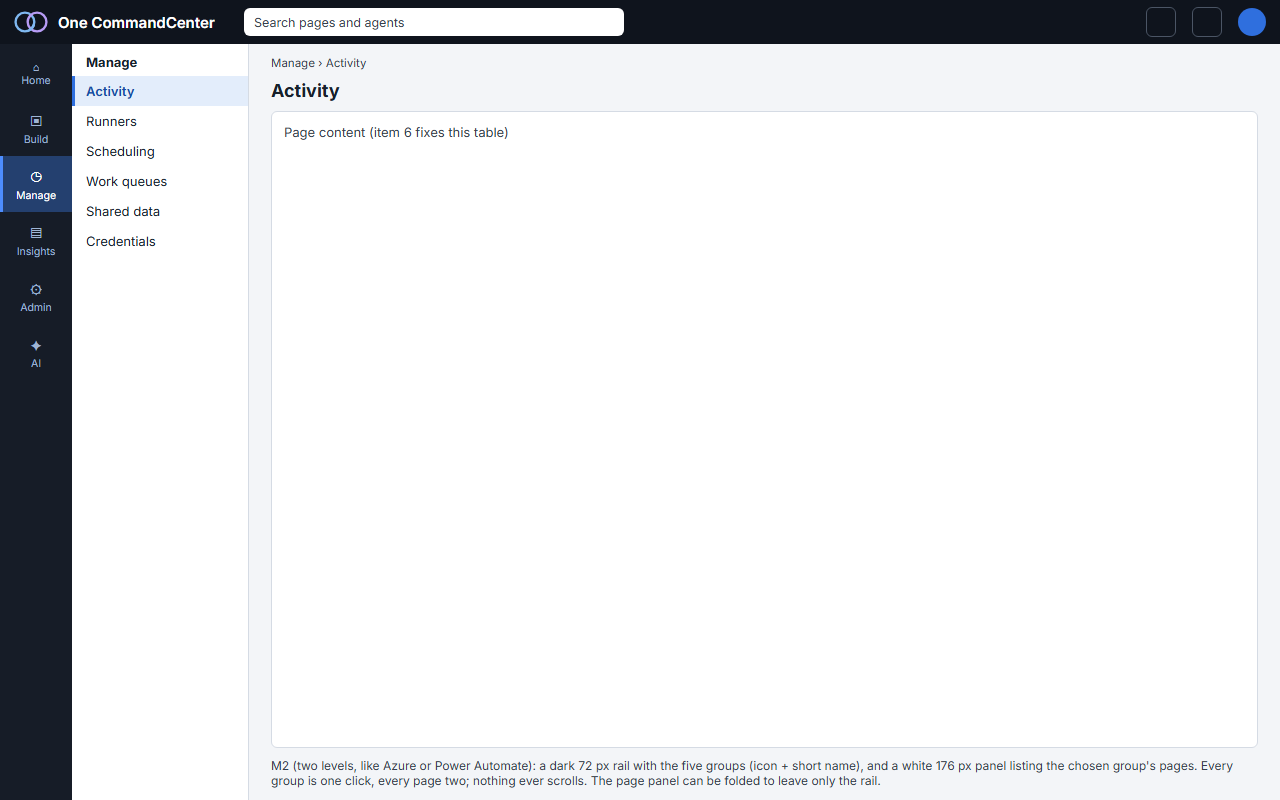 One CommandCenter
Search pages and agents
Home
Build
Manage
Insights
Admin
AI
Manage
Activity
Runners
Scheduling
Work queues
Shared data
Credentials
Manage › Activity
Activity
Page content (item 6 fixes this table)
M2 (two levels, like Azure or Power Automate): a dark 72 px rail with the five groups (icon + short name), and a white 176 px panel listing the chosen group's pages. Every
group is one click, every page two; nothing ever scrolls. The page panel can be folded to leave only the rail.